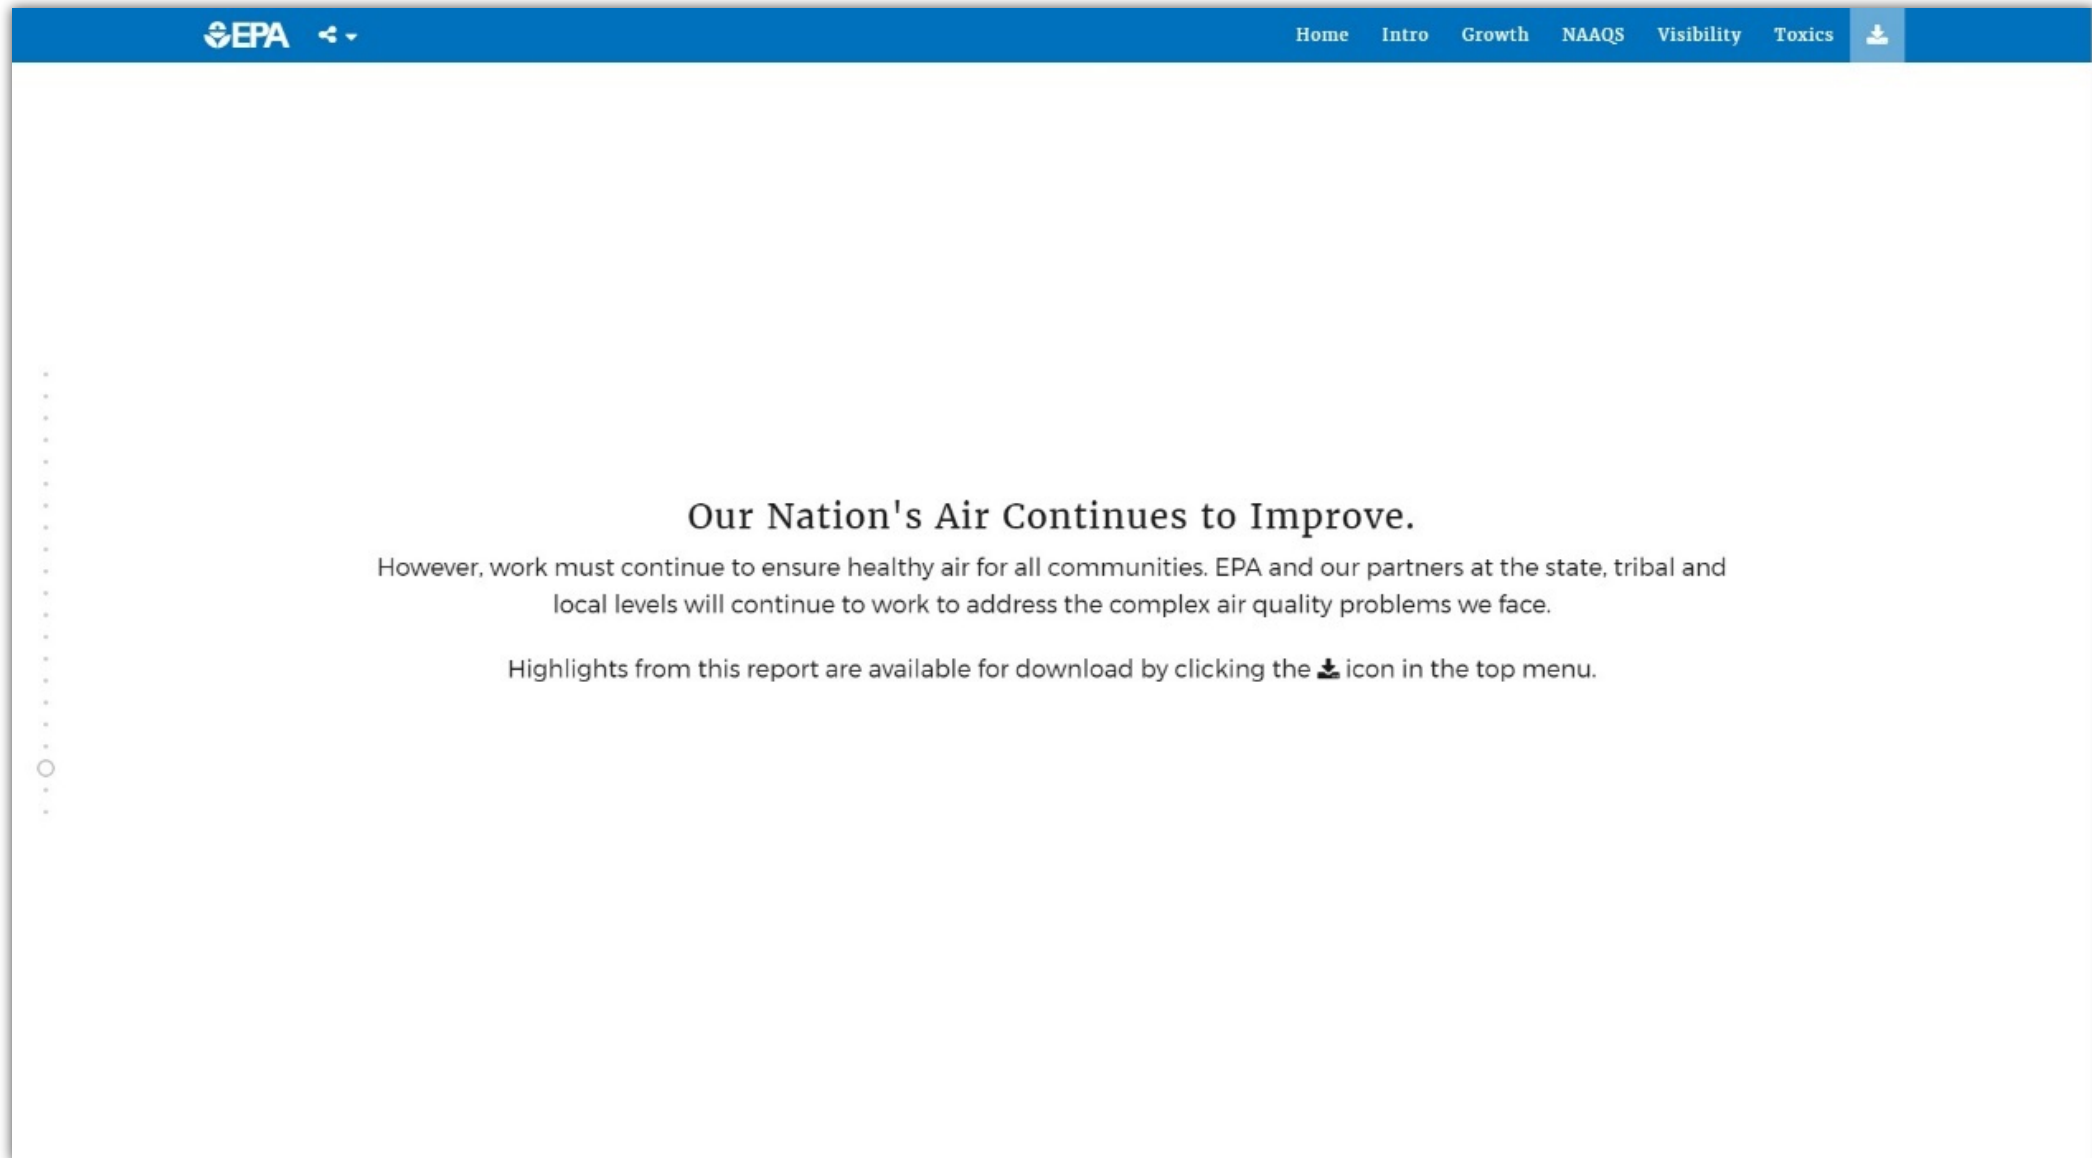 EPA
Home Intro Growth NAAQS Visibility Toxics
Our Nation's Air Continues to Improve.
However, work must continue to ensure healthy air for all communities. EPA and our partners at the state, tribal and
local levels will continue to work to address the complex air quality problems we face.
Highlights from this report are available for download by clicking the icon in the top menu.